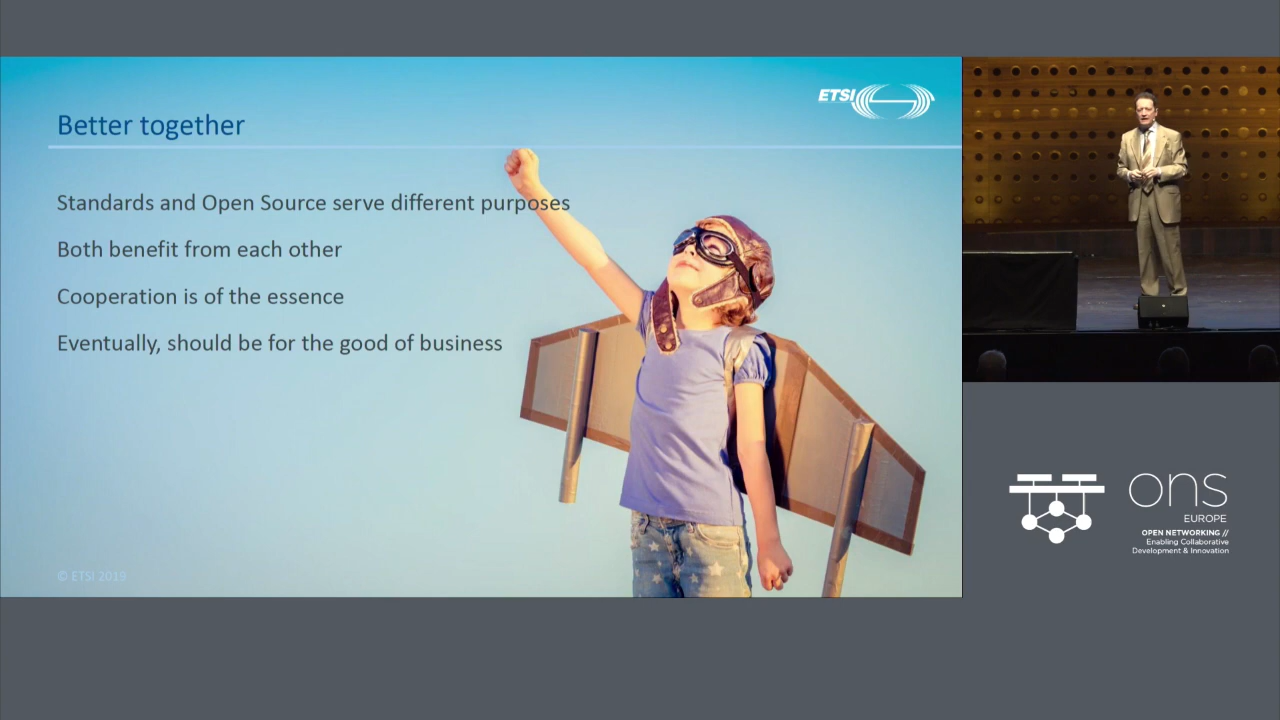 ETSI
Better together
Standards and Open Source serve different purposes
Both benefit from each other
Cooperation is of the essence
Eventually, should be for the good of business
© ETSI 2019
ons
EUROPE
OPEN NETWORKING //
Enabling Collaborative
Development & Innovation